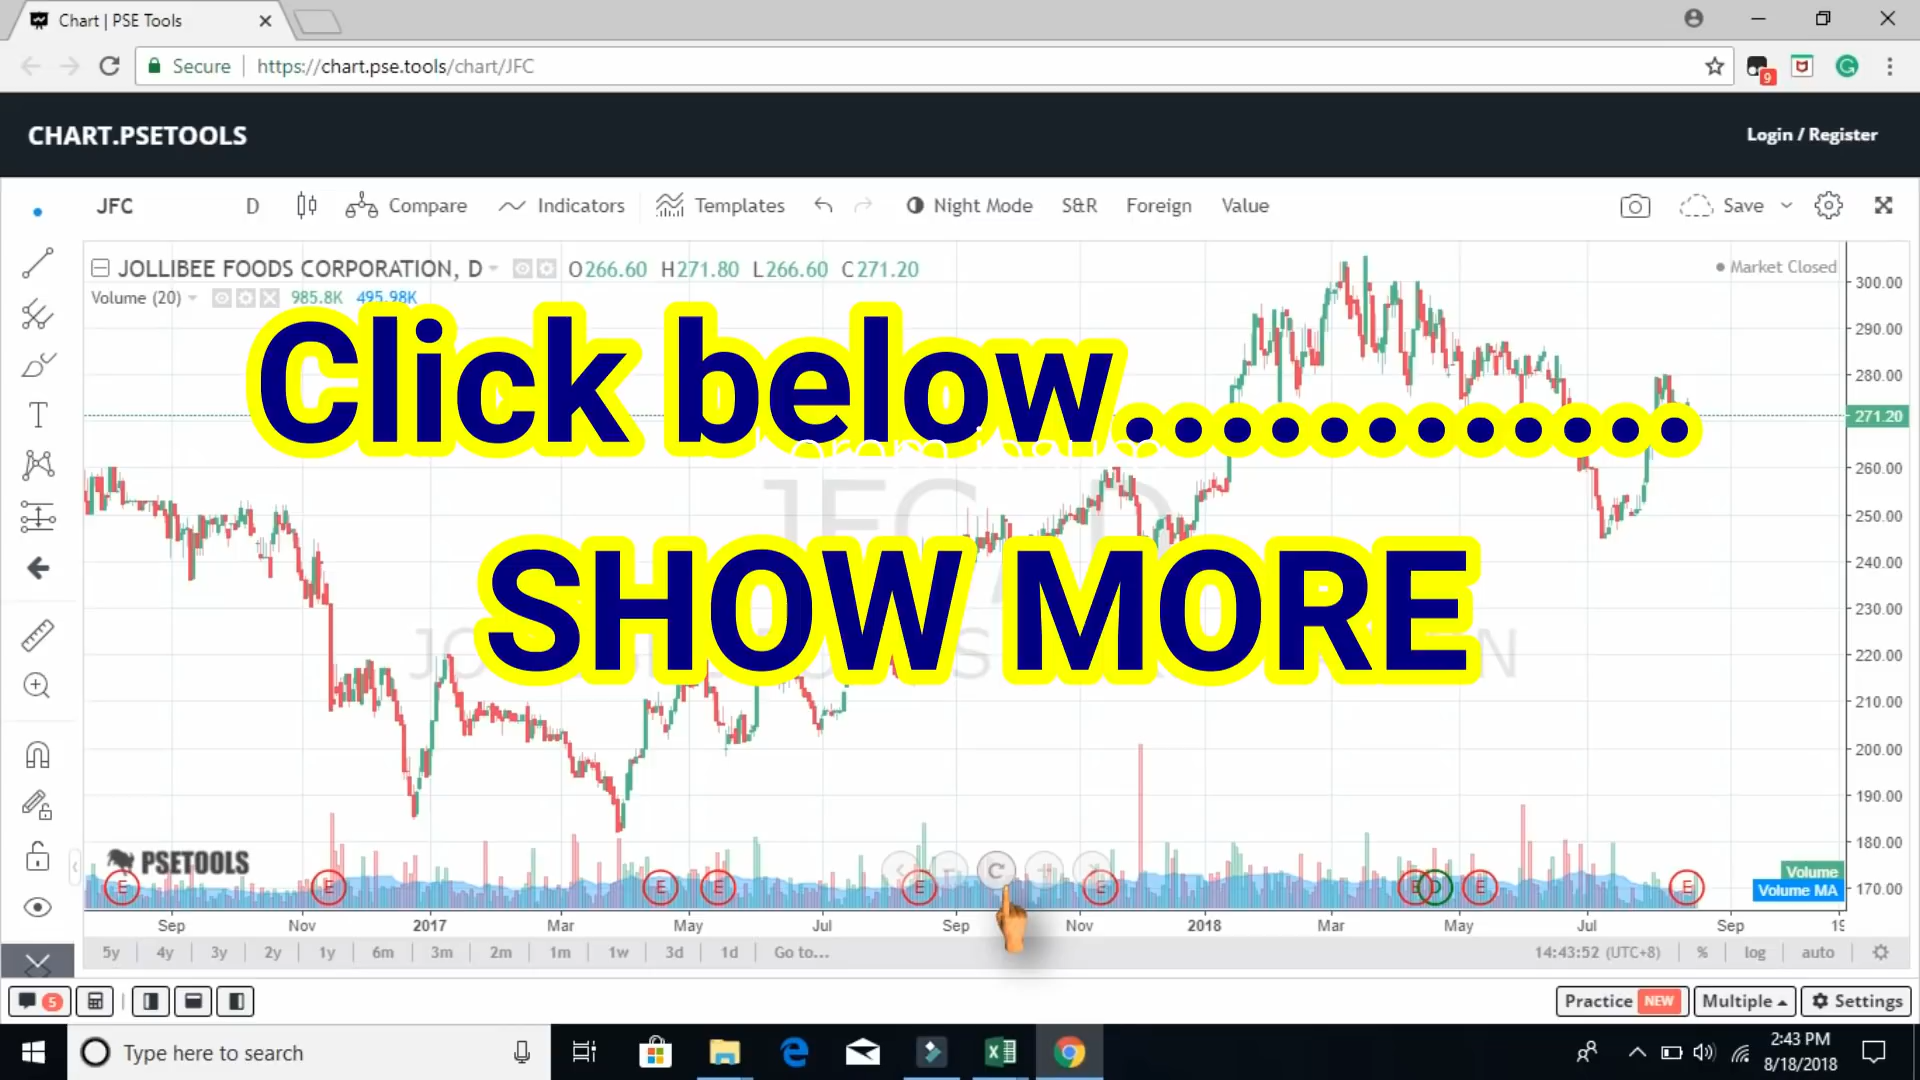 Chart | PSE Tools
Secure | https://chart.pse.tools/chart/JFC
9
CHART.PSETOOLS
Login / Register
JFC D Compare Indicators Templates Night Mode S&R Foreign Value Save
JOLLIBEE FOODS CORPORATION, D O266.60 H271.80 L266.60 C271.20
Market Closed
Volume (20) 985.8K 495.98K
300.00
290.00
280.00
271.20
260.00
250.00
240.00
230.00
220.00
210.00
200.00
190.00
180.00
170.00
Click below............
SHOW MORE
PSETOOLS
Volume
Volume MA
E E E E E E E D E E
Sep Nov 2017 Mar May Jul Sep Nov 2018 Mar May Jul Sep
5y 4y 3y 2y 1y 6m 3m 2m 1m 1w 3d 1d Go to... 14:43:52 (UTC+8) % log auto
5
Practice NEW Multiple Settings
Type here to search
2:43 PM
8/18/2018